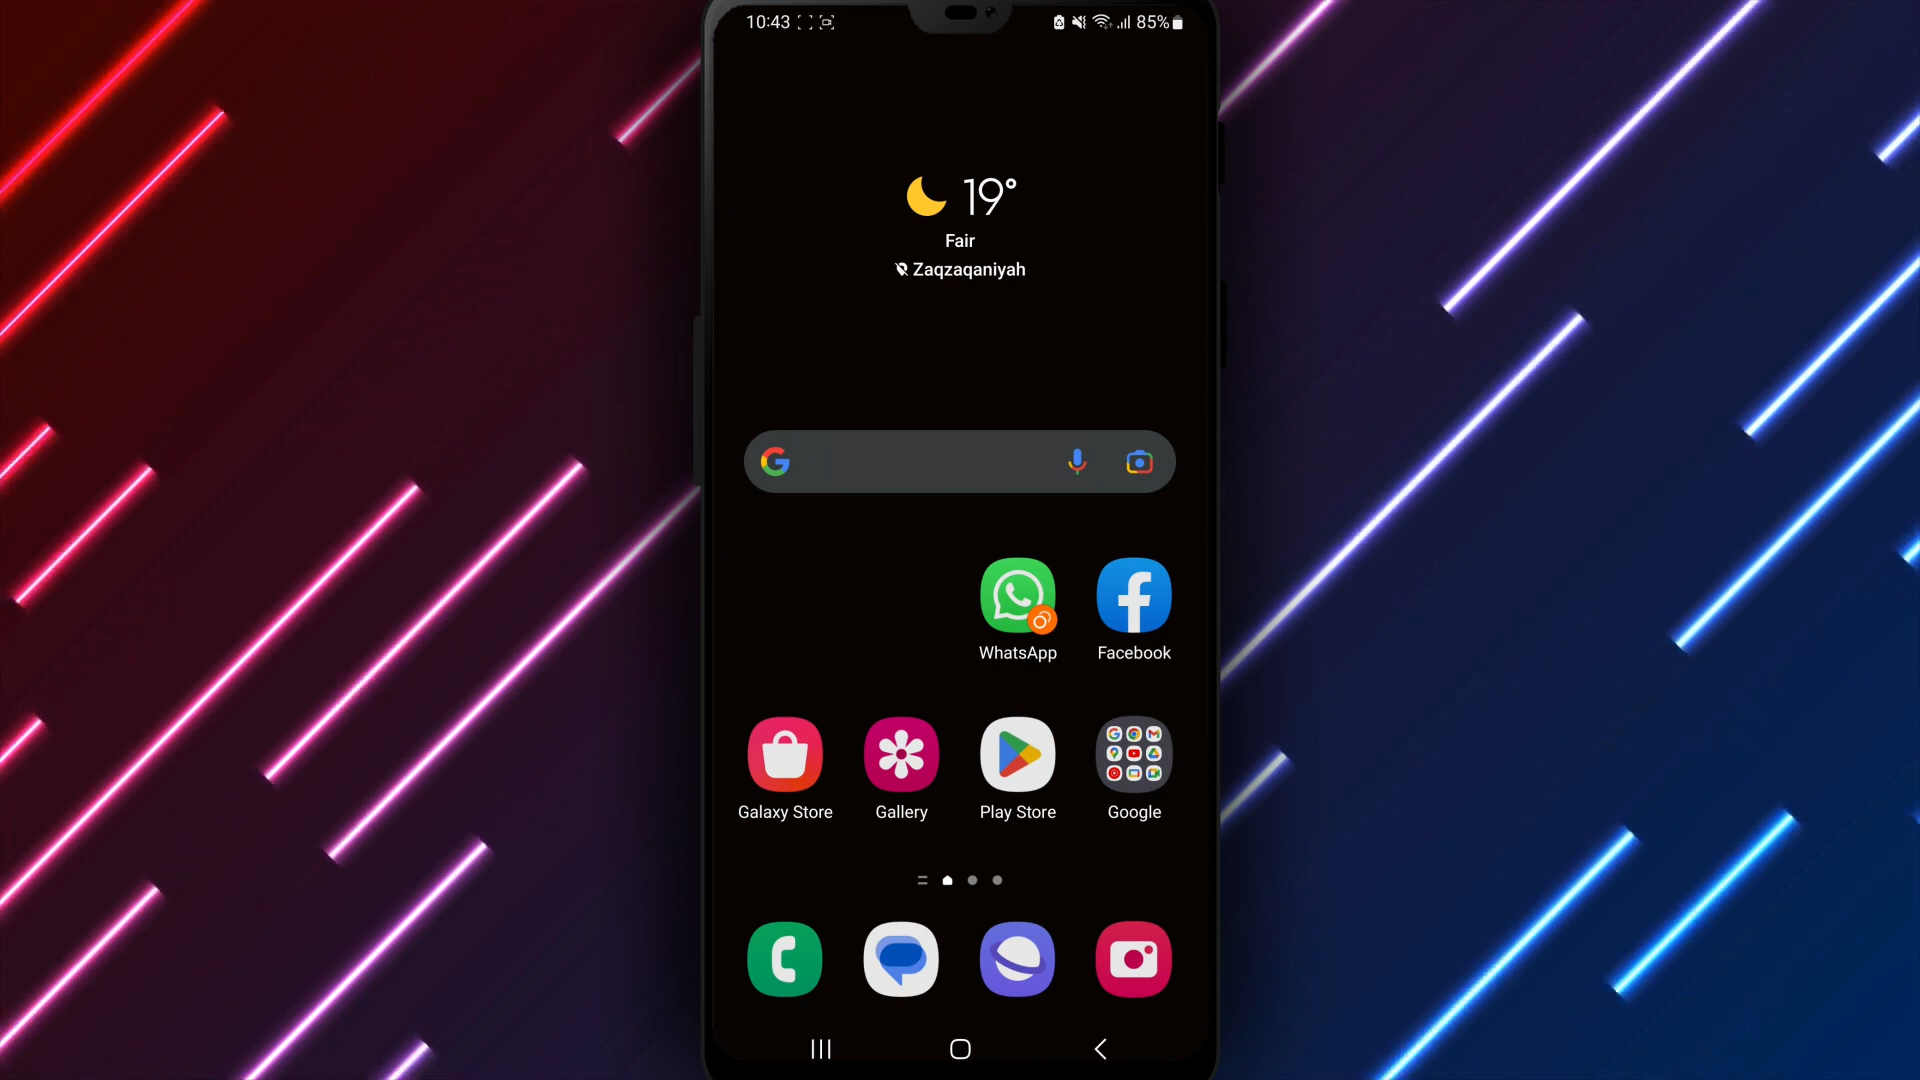 10:43 85%
19°
Fair
Zaqzaqaniyah
WhatsApp Facebook
Galaxy Store Gallery Play Store Google